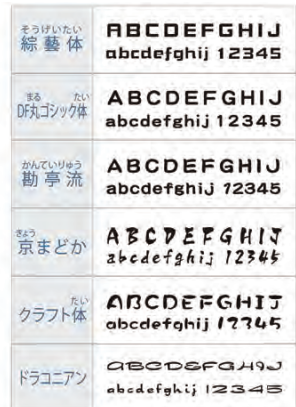 そうげいたい
綜藝体
ABCDEFGHIJ
abcdefghij 12345
まる たい
DF丸ゴシック体
ABCDEFGHIJ
abcdefghij 12345
かんていりゅう
勘亭流
ABCDEFGHIJ
abcdefghij 12345
きょう
京まどか
ABCDEFGHIJ
abcdefghij 12345
たい
クラフト体
ABCDEFGHIJ
abcdefghij 12345
ドラコニアン
ABCDEFGHIJ
abcdefghij 12345